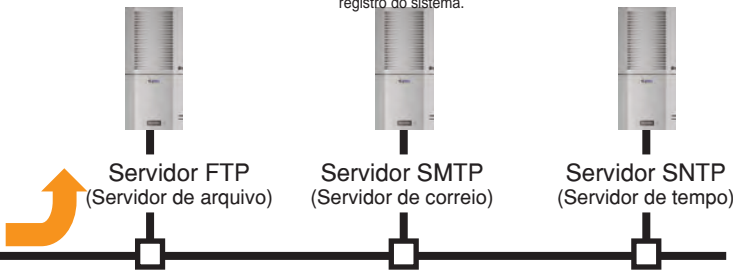 registro do sistema.
Servidor FTP
(Servidor de arquivo)
Servidor SMTP
(Servidor de correio)
Servidor SNTP
(Servidor de tempo)